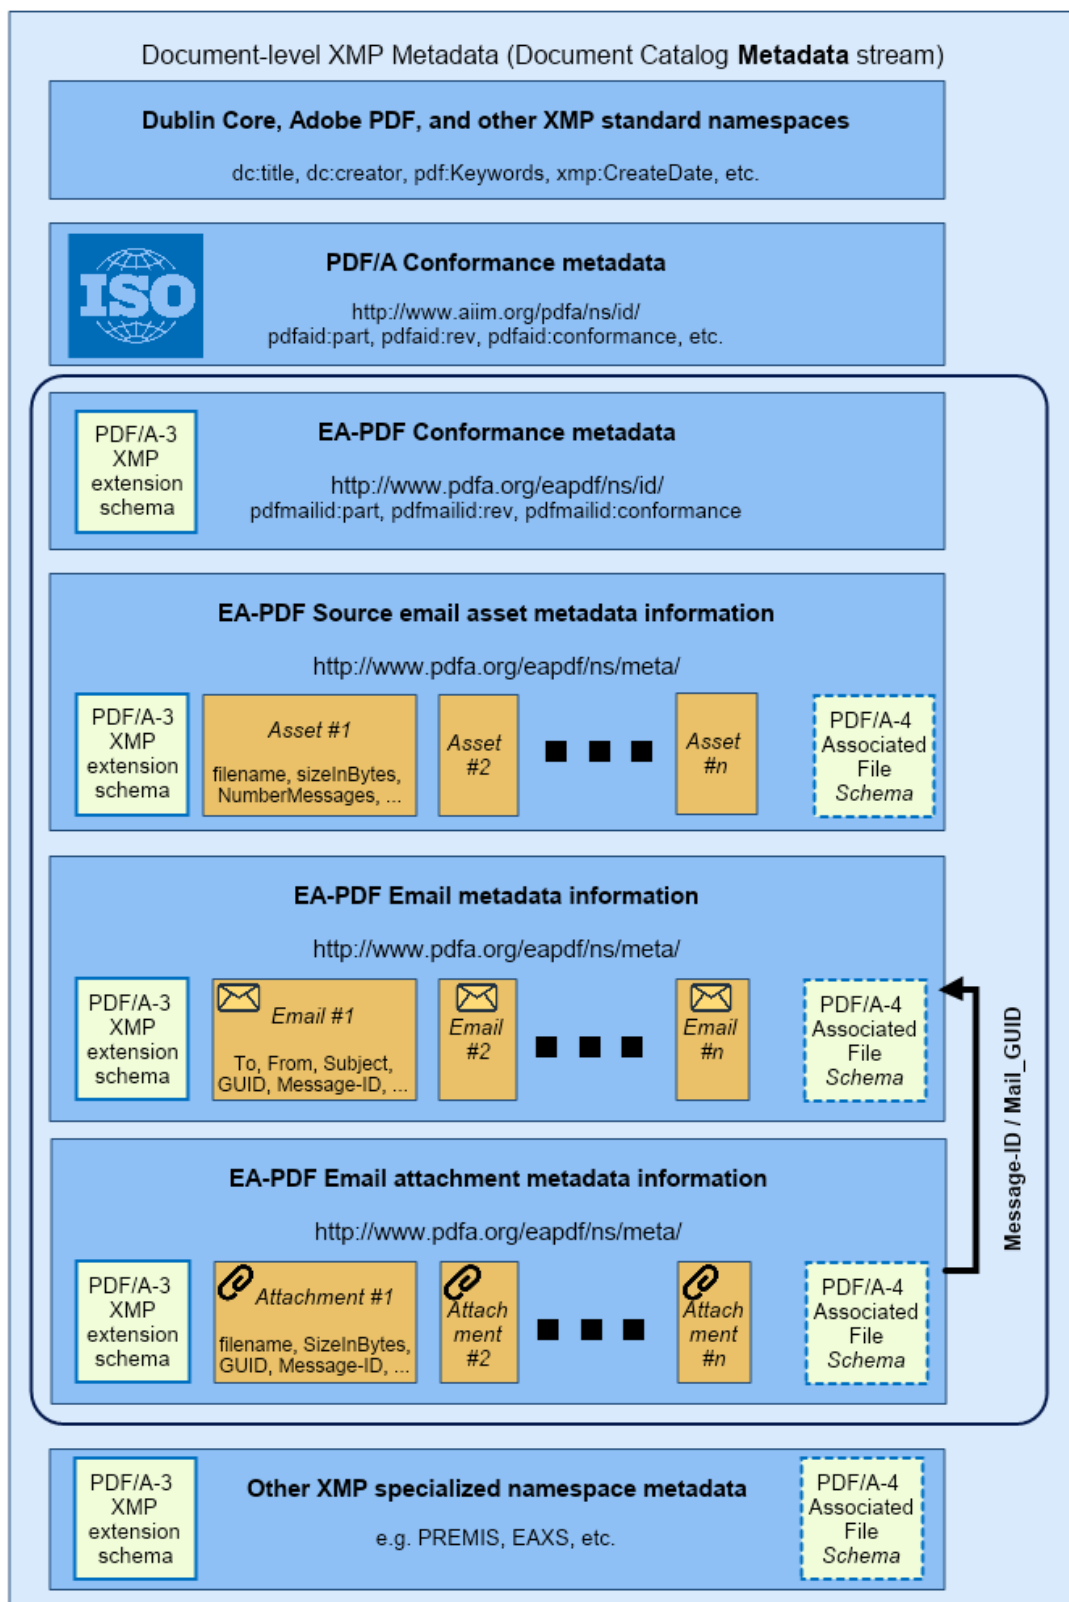 Document-level XMP Metadata (Document Catalog Metadata stream)
Dublin Core, Adobe PDF, and other XMP standard namespaces
dc:title, dc:creator, pdf:Keywords, xmp:CreateDate, etc.
ISO
PDF/A Conformance metadata
http://www.aiim.org/pdfa/ns/id/
pdfaid:part, pdfaid:rev, pdfaid:conformance, etc.
PDF/A-3
XMP
extension
schema
EA-PDF Conformance metadata
http://www.pdfa.org/eapdf/ns/id/
pdfmailid:part, pdfmailid:rev, pdfmailid:conformance
EA-PDF Source email asset metadata information
http://www.pdfa.org/eapdf/ns/meta/
PDF/A-3
XMP
extension
schema
Asset #1
filename, sizeInBytes,
NumberMessages, ...
Asset
#2
Asset
#n
PDF/A-4
Associated
File
Schema
EA-PDF Email metadata information
http://www.pdfa.org/eapdf/ns/meta/
PDF/A-3
XMP
extension
schema
Email #1
To, From, Subject,
GUID, Message-ID, ...
Email
#2
Email
#n
PDF/A-4
Associated
File
Schema
Message-ID / Mail_GUID
EA-PDF Email attachment metadata information
http://www.pdfa.org/eapdf/ns/meta/
PDF/A-3
XMP
extension
schema
Attachment #1
filename, SizeInBytes,
GUID, Message-ID, ...
Attach
ment
#2
Attach
ment
#n
PDF/A-4
Associated
File
Schema
PDF/A-3
XMP
extension
schema
Other XMP specialized namespace metadata
e.g. PREMIS, EAXS, etc.
PDF/A-4
Associated
File
Schema